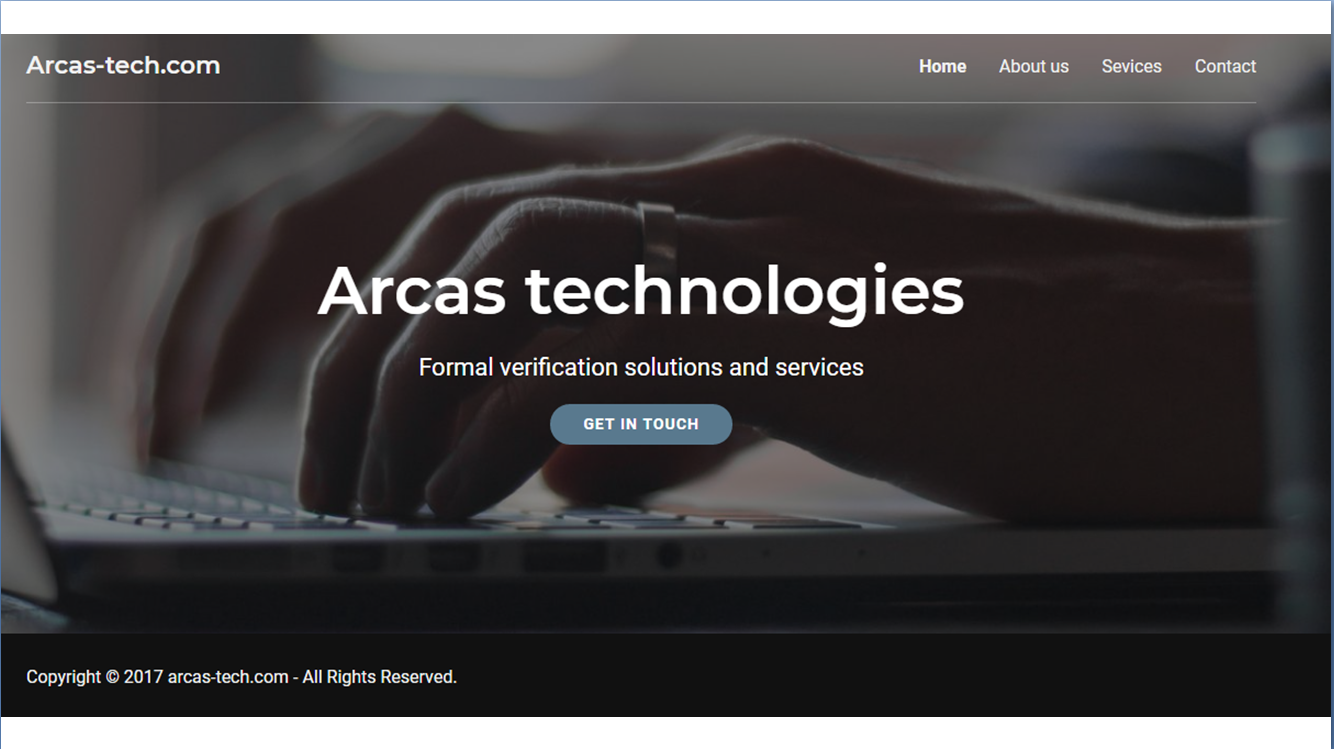 Arcas-tech.com
Home About us Sevices Contact
Arcas technologies
Formal verification solutions and services
GET IN TOUCH
Copyright © 2017 arcas-tech.com - All Rights Reserved.